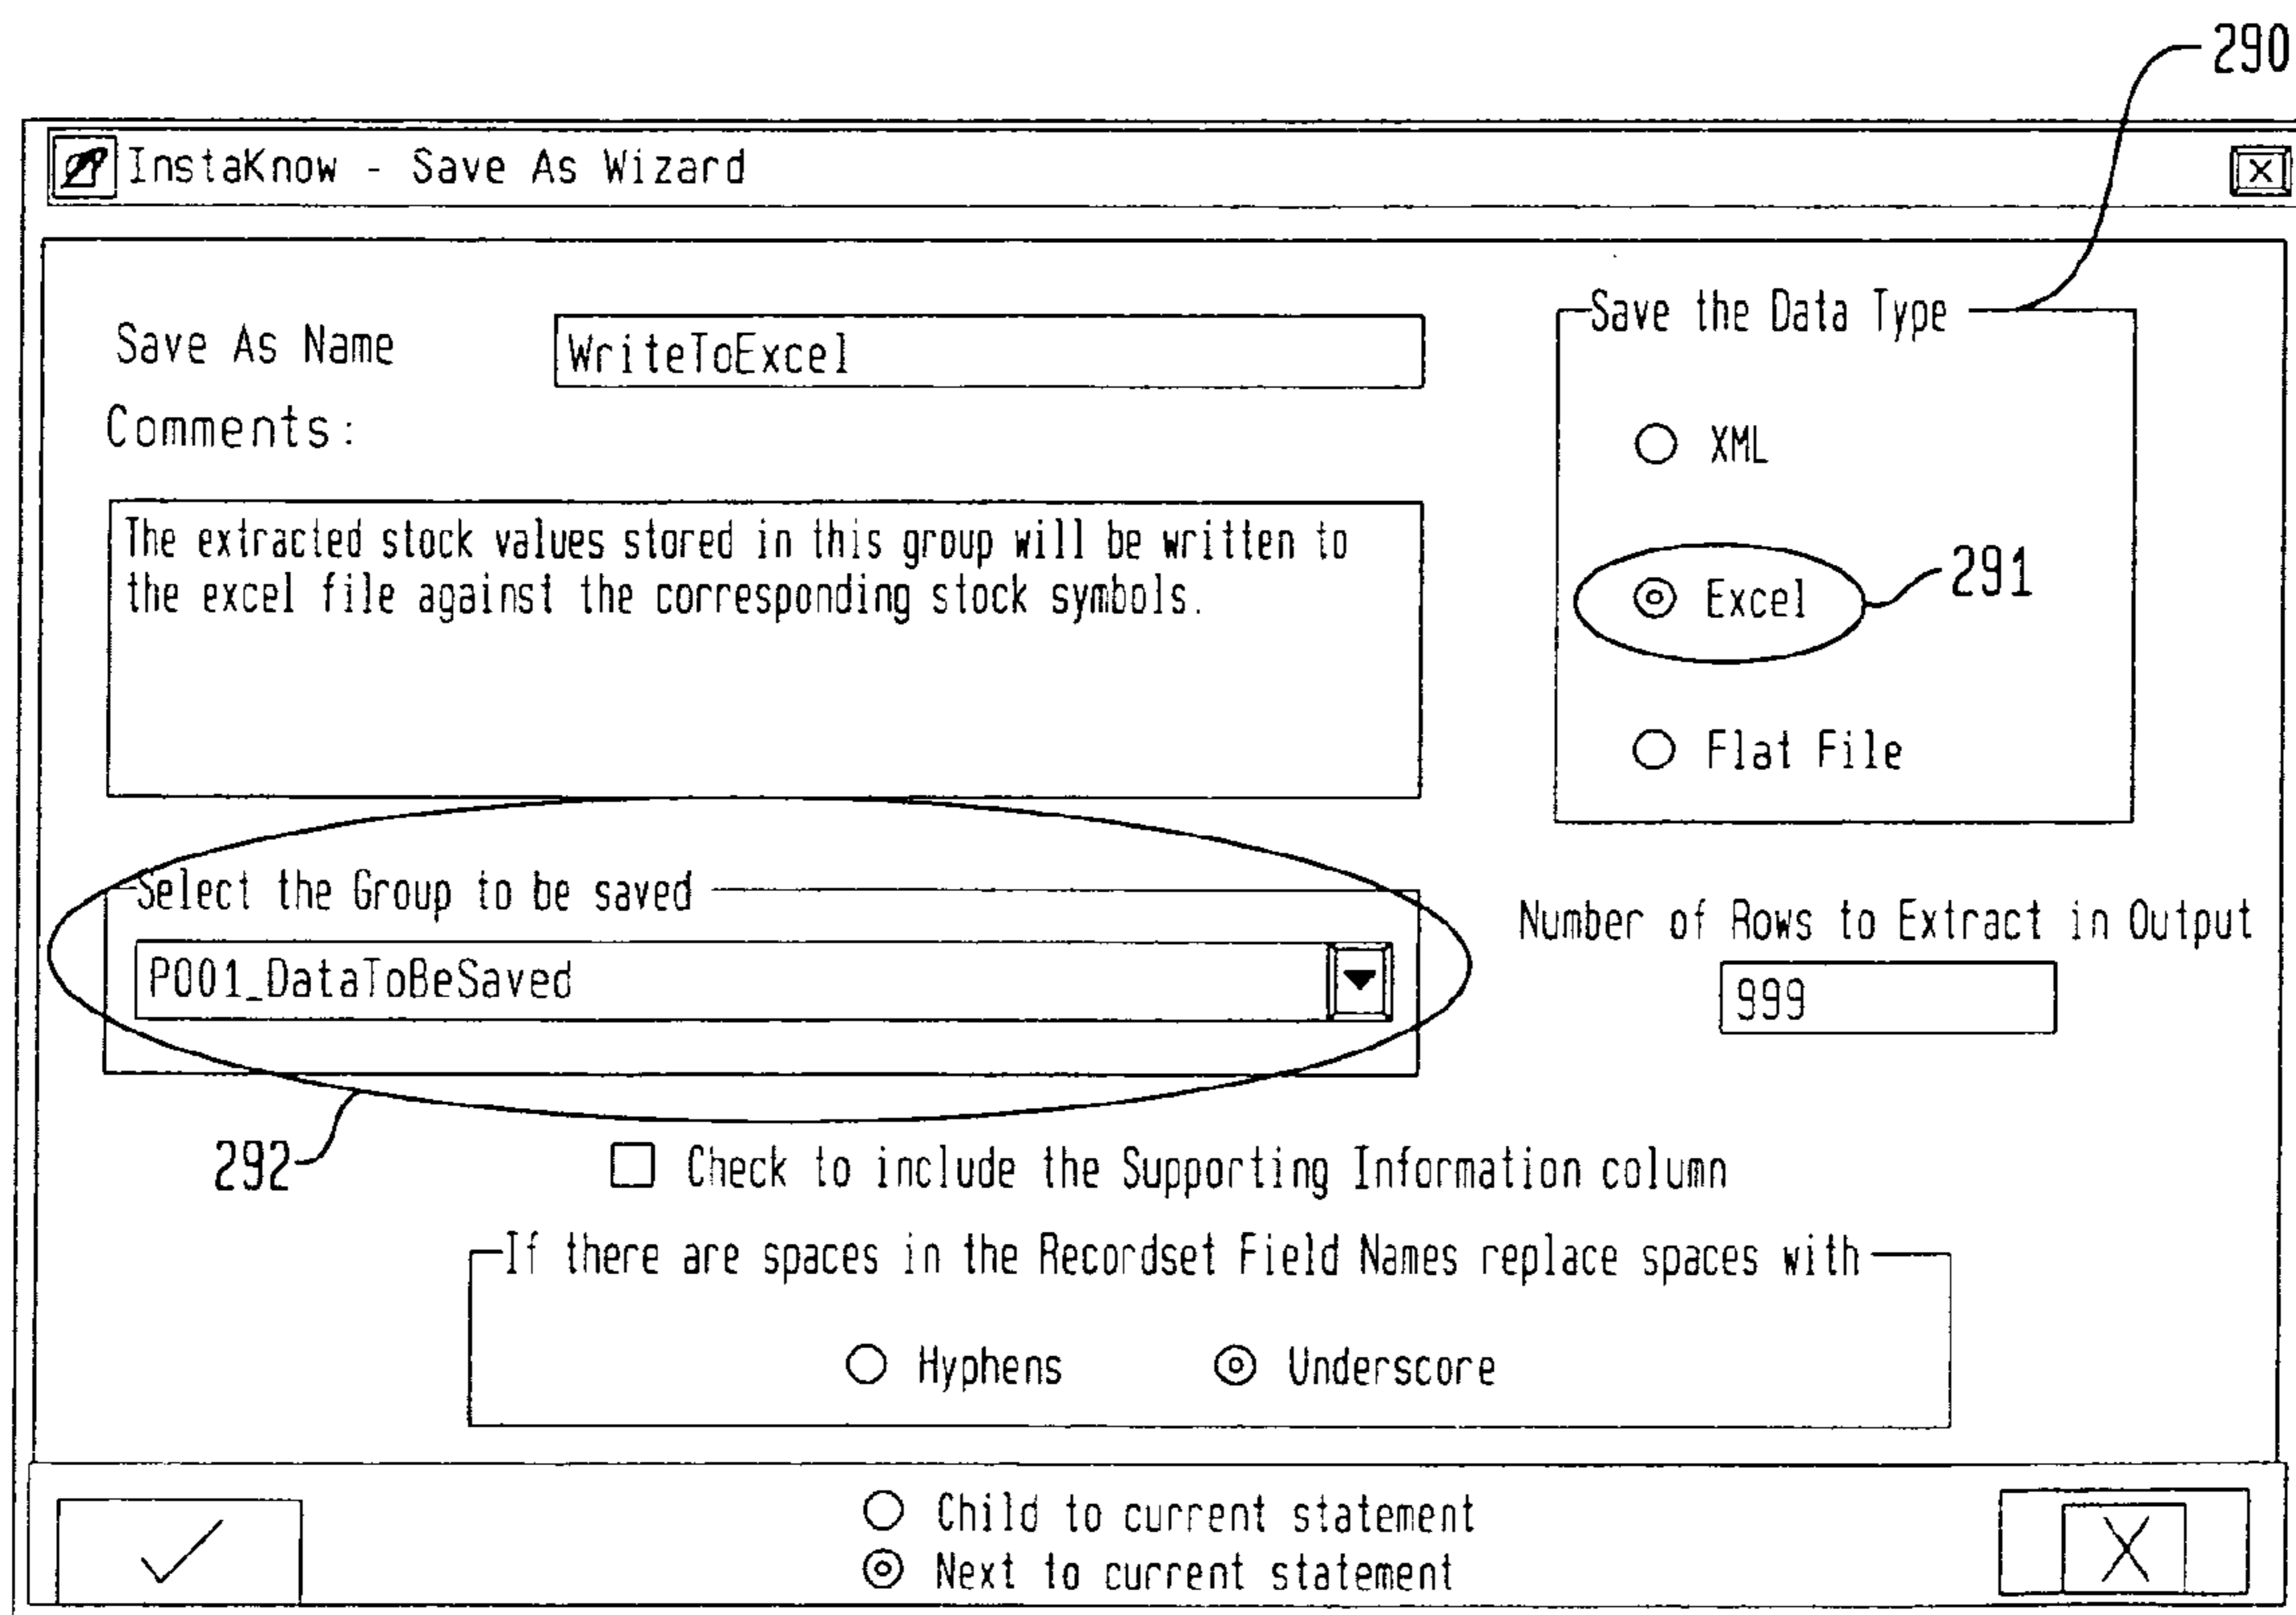 290
InstaKnow - Save As Wizard
Save As Name
WriteToExcel
Comments:
The extracted stock values stored in this group will be written to
the excel file against the corresponding stock symbols.
Save the Data Type
XML
Excel
291
Flat File
Select the Group to be saved
P001_DataToBeSaved
Number of Rows to Extract in Output
999
292
Check to include the Supporting Information column
If there are spaces in the Recordset Field Names replace spaces with
Hyphens Underscore
Child to current statement
Next to current statement